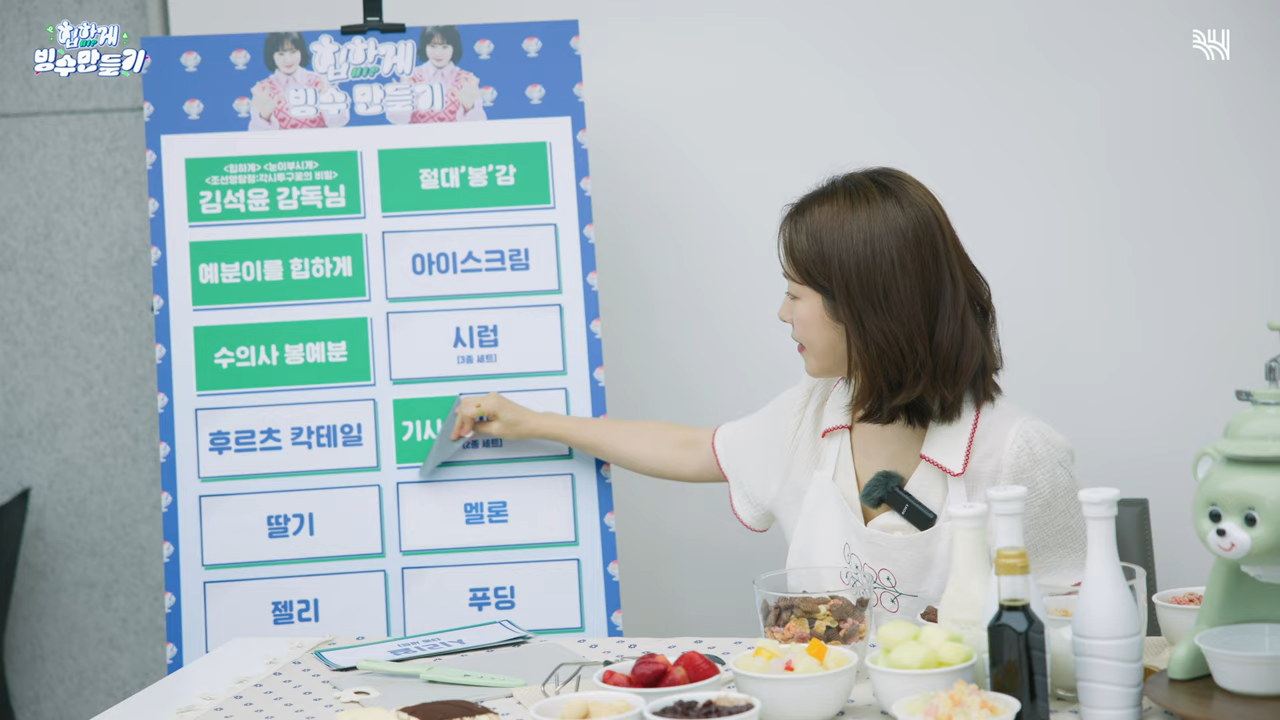 힙하게
HIP
빙수 만들기
힙하게
HIP
빙수 만들기
<힙하게> <눈이부시게>
<조선명탐정:각시투구꽃의 비밀>
김석윤 감독님
절대'봉'감
예분이를 힙하게
아이스크림
수의사 봉예분
시럽
[3종 세트]
후르츠 칵테일
기사
[2종 세트]
딸기
멜론
젤리
푸딩